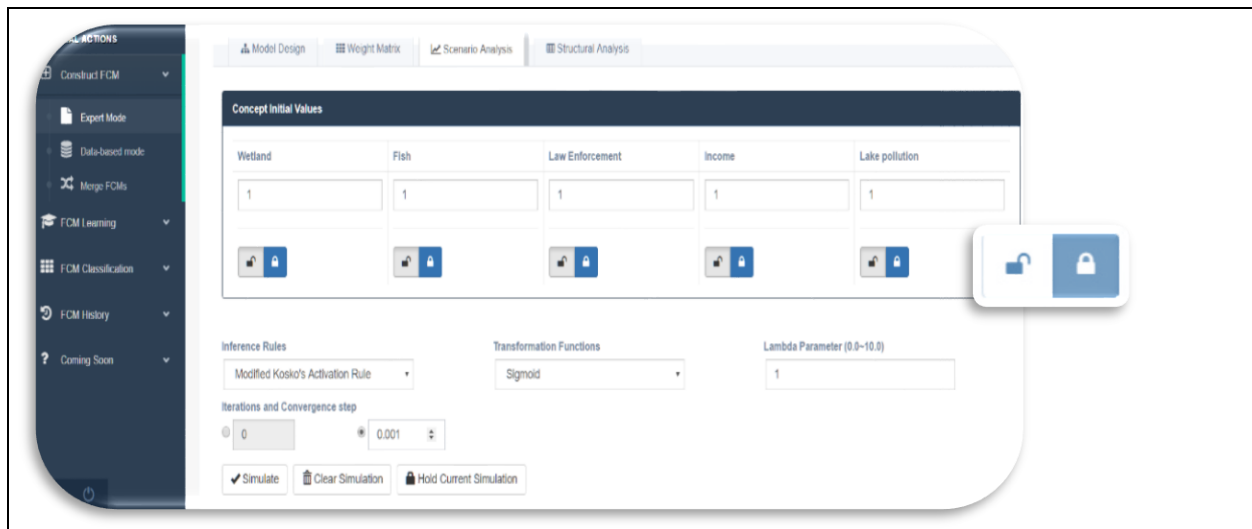 ACTIONS
Construct FCM
Expert Mode
Data-based mode
Merge FCMs
FCM Learning
FCM Classification
FCM History
? Coming Soon
Model Design Weight Matrix Scenario Analysis Structural Analysis
Concept Initial Values
Wetland Fish Law Enforcement Income Lake pollution
1 1 1 1 1
Inference Rules Transformation Functions Lambda Parameter (0.0~10.0)
Modified Kosko's Activation Rule Sigmoid 1
Iterations and Convergence step
0 0.001
Simulate Clear Simulation Hold Current Simulation